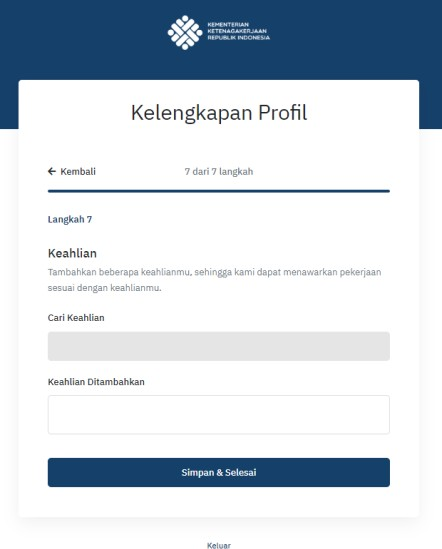 KEMENTERIAN
KETENAGAKERJAAN
REPUBLIK INDONESIA
Kelengkapan Profil
← Kembali
7 dari 7 langkah
Langkah 7
Keahlian
Tambahkan beberapa keahlianmu, sehingga kami dapat menawarkan pekerjaan
sesuai dengan keahlianmu.
Cari Keahlian
Keahlian Ditambahkan
Simpan & Selesai
Keluar